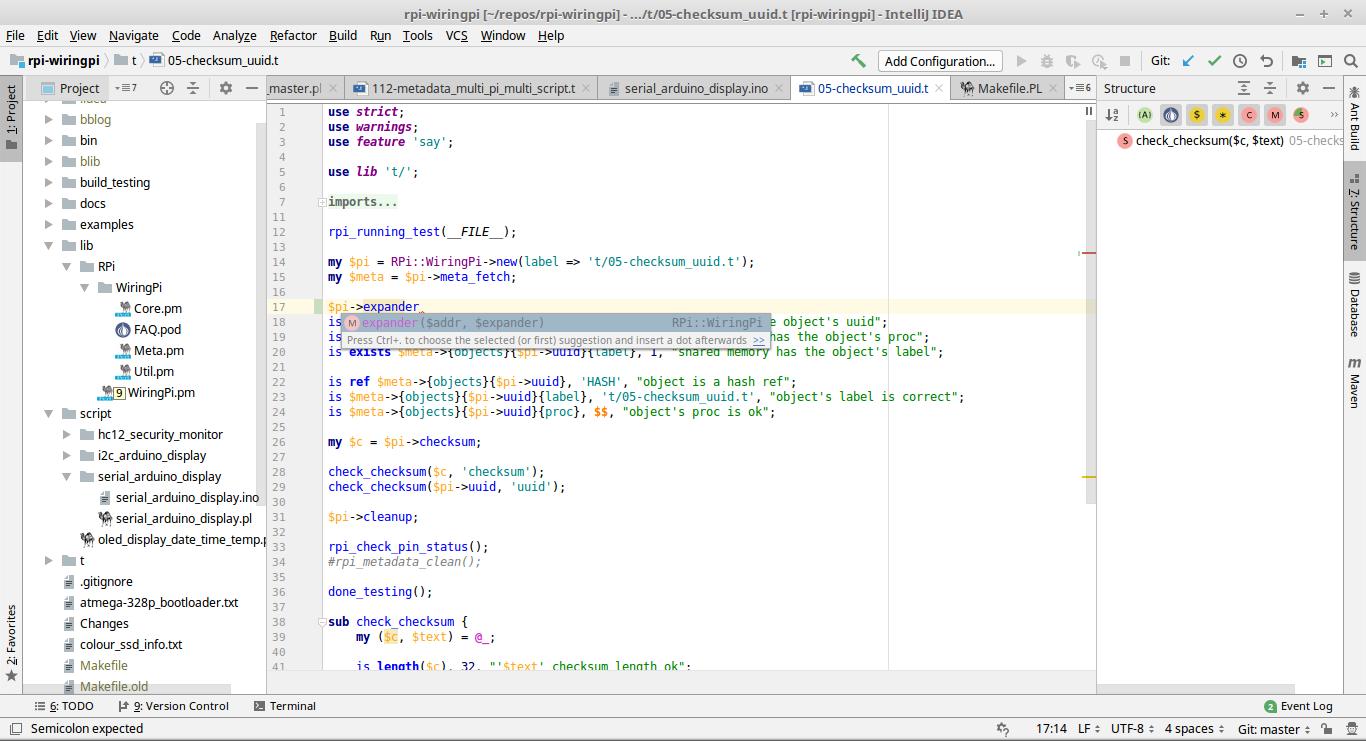 rpi-wiringpi [~/repos/rpi-wiringpi] - .../t/05-checksum_uuid.t [rpi-wiringpi] - IntelliJ IDEA
File Edit View Navigate Code Analyze Refactor Build Run Tools VCS Window Help
rpi-wiringpi t 05-checksum_uuid.t Add Configuration... Git:
Project 7 _master.pl 112-metadata_multi_pi_multi_script.t serial_arduino_display.ino 05-checksum_uuid.t Makefile.PL 6 Structure
1: Project
2: Favorites
bblog
bin
blib
build_testing
docs
examples
lib
RPi
WiringPi
Core.pm
FAQ.pod
Meta.pm
Util.pm
9 WiringPi.pm
script
hc12_security_monitor
i2c_arduino_display
serial_arduino_display
serial_arduino_display.ino
serial_arduino_display.pl
oled_display_date_time_temp.p
t
.gitignore
atmega-328p_bootloader.txt
Changes
colour_ssd_info.txt
Makefile
Makefile.old
1 use strict;
2 use warnings;
3 use feature 'say';
4
5 use lib 't/';
6
7 imports...
11
12 rpi_running_test(__FILE__);
13
14 my $pi = RPi::WiringPi->new(label => 't/05-checksum_uuid.t');
15 my $meta = $pi->meta_fetch;
16
17 $pi->expander
18 is e object's uuid";
M expander($addr, $expander) RPi::WiringPi
19 is has the object's proc";
Press Ctrl+. to choose the selected (or first) suggestion and insert a dot afterwards >>
20 is exists $meta->{objects}{$pi->uuid}{label}, 1, "shared memory has the object's label";
21
22 is ref $meta->{objects}{$pi->uuid}, 'HASH', "object is a hash ref";
23 is $meta->{objects}{$pi->uuid}{label}, 't/05-checksum_uuid.t', "object's label is correct";
24 is $meta->{objects}{$pi->uuid}{proc}, $$, "object's proc is ok";
25
26 my $c = $pi->checksum;
27
28 check_checksum($c, 'checksum');
29 check_checksum($pi->uuid, 'uuid');
30
31 $pi->cleanup;
32
33 rpi_check_pin_status();
34 #rpi_metadata_clean();
35
36 done_testing();
37
38 sub check_checksum {
39 my ($c, $text) = @_;
40
41 is length($c), 32, "'$text' checksum length ok";
(A) $ * C M S >>
S check_checksum($c, $text) 05-checks
Ant Build
7: Structure
Database
m Maven
6: TODO 9: Version Control Terminal 2 Event Log
Semicolon expected 17:14 LF UTF-8 4 spaces Git: master